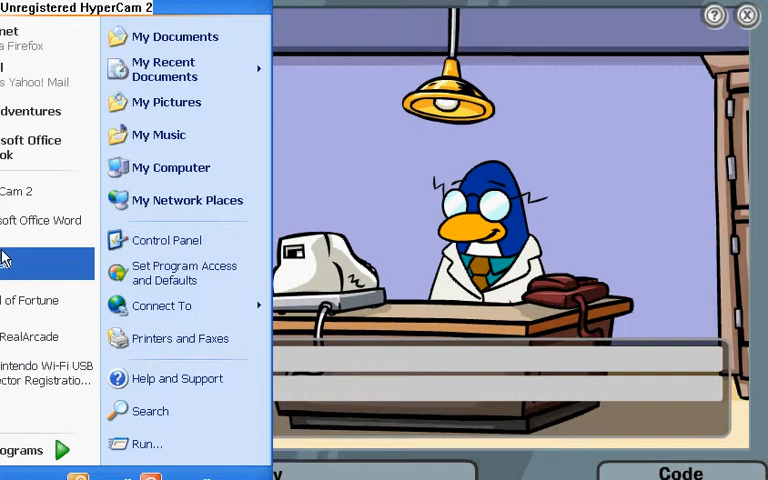 Unregistered HyperCam 2
net
a Firefox
l
s Yahoo! Mail
dventures
soft Office
ok
Cam 2
soft Office Word
l of Fortune
RealArcade
intendo Wi-Fi USB
ector Registratio...
ograms
My Documents
My Recent
Documents
My Pictures
My Music
My Computer
My Network Places
Control Panel
Set Program Access
and Defaults
Connect To
Printers and Faxes
Help and Support
Search
Run...
?
X
y
Code